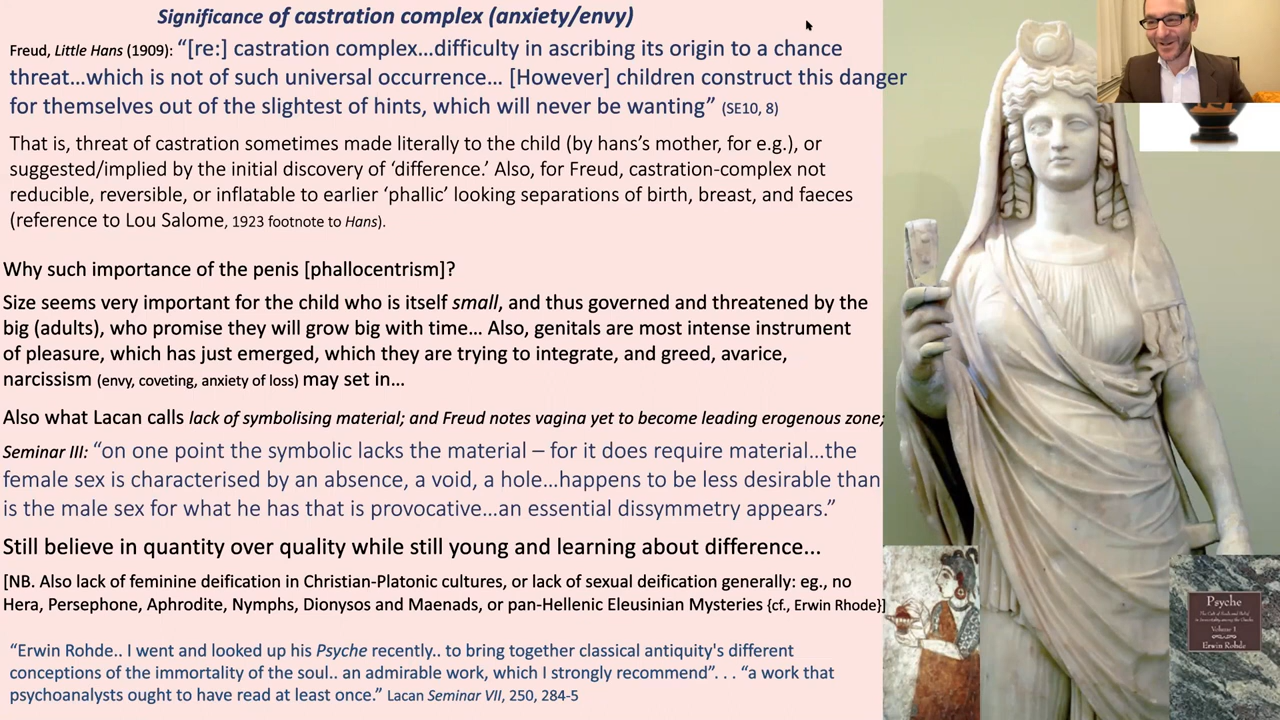 Significance of castration complex (anxiety/envy)
Freud, Little Hans (1909): “[re:] castration complex…difficulty in ascribing its origin to a chance
threat…which is not of such universal occurrence… [However] children construct this danger
for themselves out of the slightest of hints, which will never be wanting” (SE10, 8)
That is, threat of castration sometimes made literally to the child (by hans’s mother, for e.g.), or
suggested/implied by the initial discovery of ‘difference.’ Also, for Freud, castration-complex not
reducible, reversible, or inflatable to earlier ‘phallic’ looking separations of birth, breast, and faeces
(reference to Lou Salome, 1923 footnote to Hans).
Why such importance of the penis [phallocentrism]?
Size seems very important for the child who is itself small, and thus governed and threatened by the
big (adults), who promise they will grow big with time… Also, genitals are most intense instrument
of pleasure, which has just emerged, which they are trying to integrate, and greed, avarice,
narcissism (envy, coveting, anxiety of loss) may set in…
Also what Lacan calls lack of symbolising material; and Freud notes vagina yet to become leading erogenous zone;
Seminar III: “on one point the symbolic lacks the material – for it does require material…the
female sex is characterised by an absence, a void, a hole…happens to be less desirable than
is the male sex for what he has that is provocative…an essential dissymmetry appears.”
Still believe in quantity over quality while still young and learning about difference...
[NB. Also lack of feminine deification in Christian-Platonic cultures, or lack of sexual deification generally: eg., no
Hera, Persephone, Aphrodite, Nymphs, Dionysos and Maenads, or pan-Hellenic Eleusinian Mysteries {cf., Erwin Rhode}]
“Erwin Rohde.. I went and looked up his Psyche recently.. to bring together classical antiquity's different
conceptions of the immortality of the soul.. an admirable work, which I strongly recommend”. . . “a work that
psychoanalysts ought to have read at least once.” Lacan Seminar VII, 250, 284-5
Psyche
Volume 1
Erwin Rohde